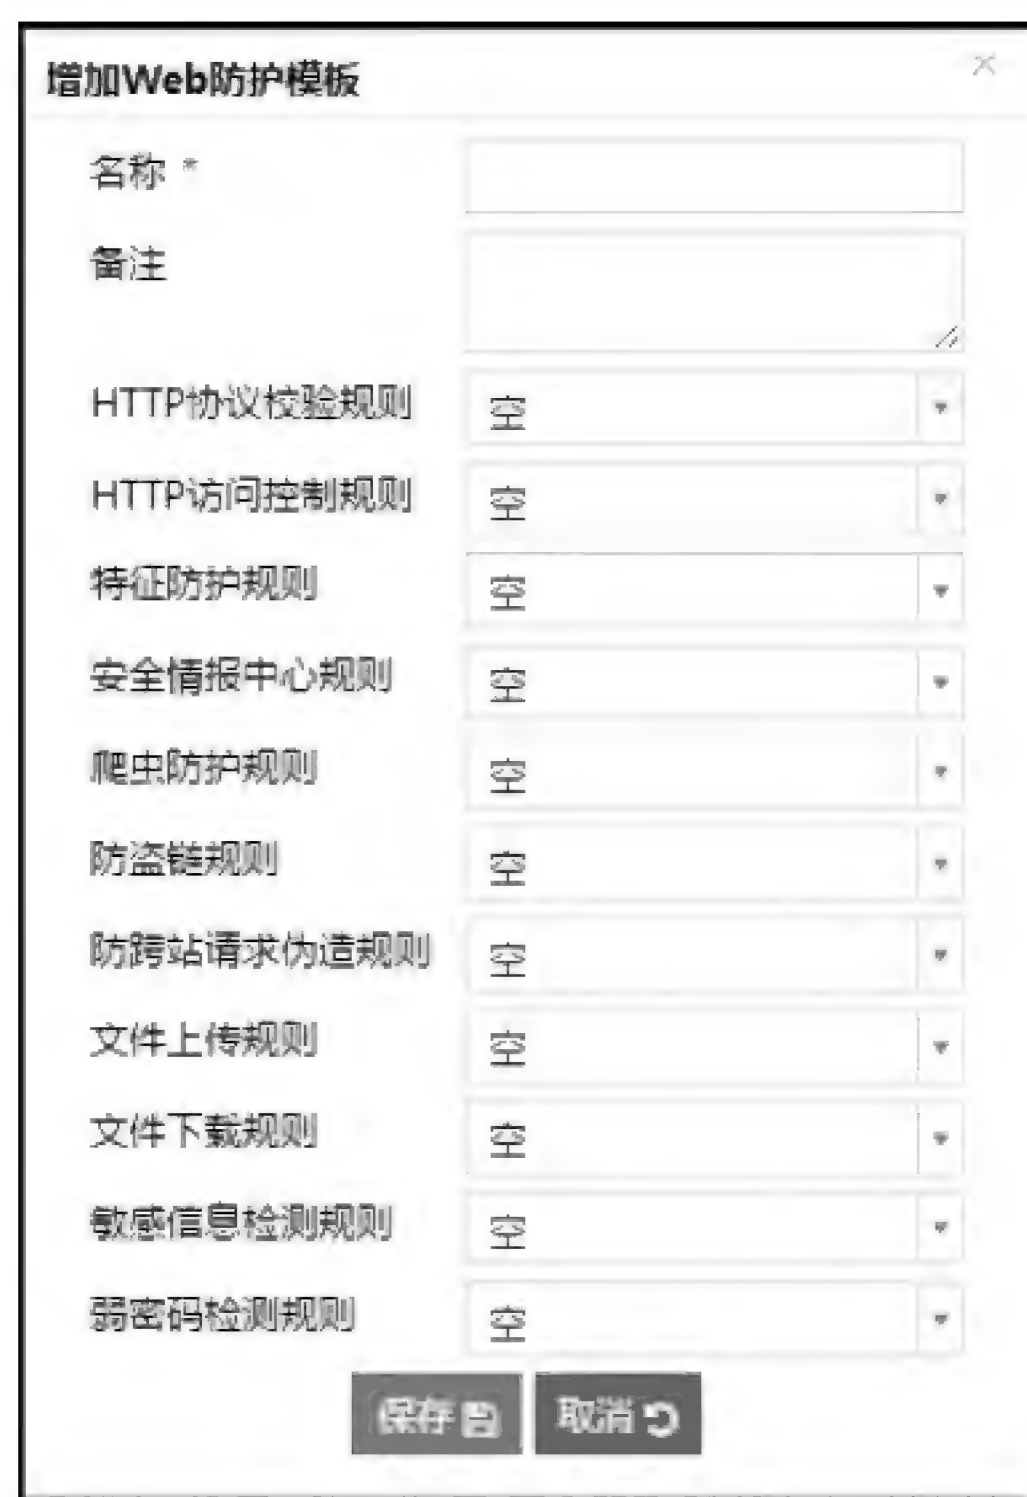 增加Web防护模板
名称 *
备注
HTTP协议校验规则 空
HTTP访问控制规则 空
特征防护规则 空
安全情报中心规则 空
爬虫防护规则 空
防盗链规则 空
防跨站请求伪造规则 空
文件上传规则 空
文件下载规则 空
敏感信息检测规则 空
弱密码检测规则 空
保存 取消